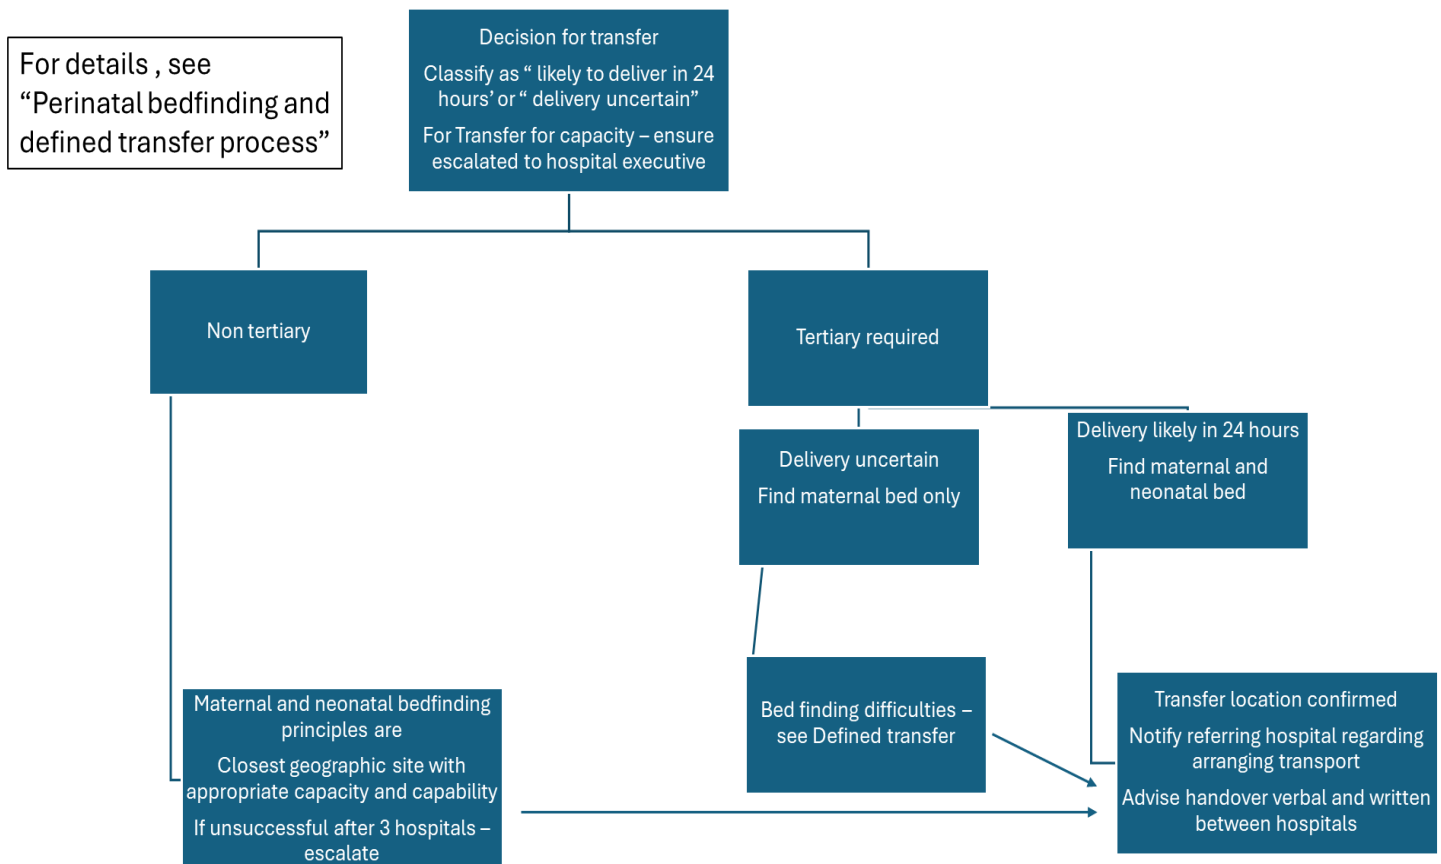 For details , see
“Perinatal bedfinding and
defined transfer process”
Decision for transfer
Classify as “ likely to deliver in 24
hours’ or “ delivery uncertain”
For Transfer for capacity – ensure
escalated to hospital executive
Non tertiary
Tertiary required
Delivery uncertain
Find maternal bed only
Delivery likely in 24 hours
Find maternal and
neonatal bed
Maternal and neonatal bedfinding
principles are
Closest geographic site with
appropriate capacity and capability
If unsuccessful after 3 hospitals –
escalate
Bed finding difficulties –
see Defined transfer
Transfer location confirmed
Notify referring hospital regarding
arranging transport
Advise handover verbal and written
between hospitals